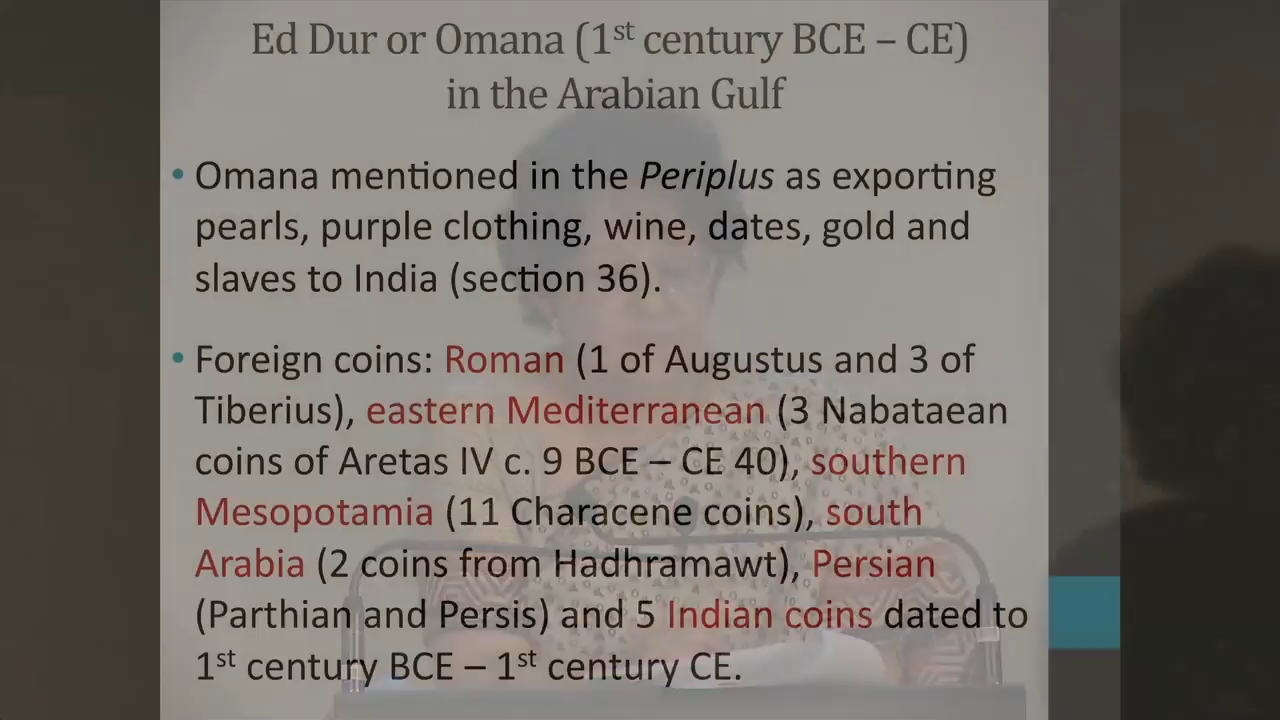 Ed Dur or Omana (1st century BCE – CE)
in the Arabian Gulf
• Omana mentioned in the Periplus as exporting
pearls, purple clothing, wine, dates, gold and
slaves to India (section 36).
• Foreign coins: Roman (1 of Augustus and 3 of
Tiberius), eastern Mediterranean (3 Nabataean
coins of Aretas IV c. 9 BCE – CE 40), southern
Mesopotamia (11 Characene coins), south
Arabia (2 coins from Hadhramawt), Persian
(Parthian and Persis) and 5 Indian coins dated to
1st century BCE – 1st century CE.